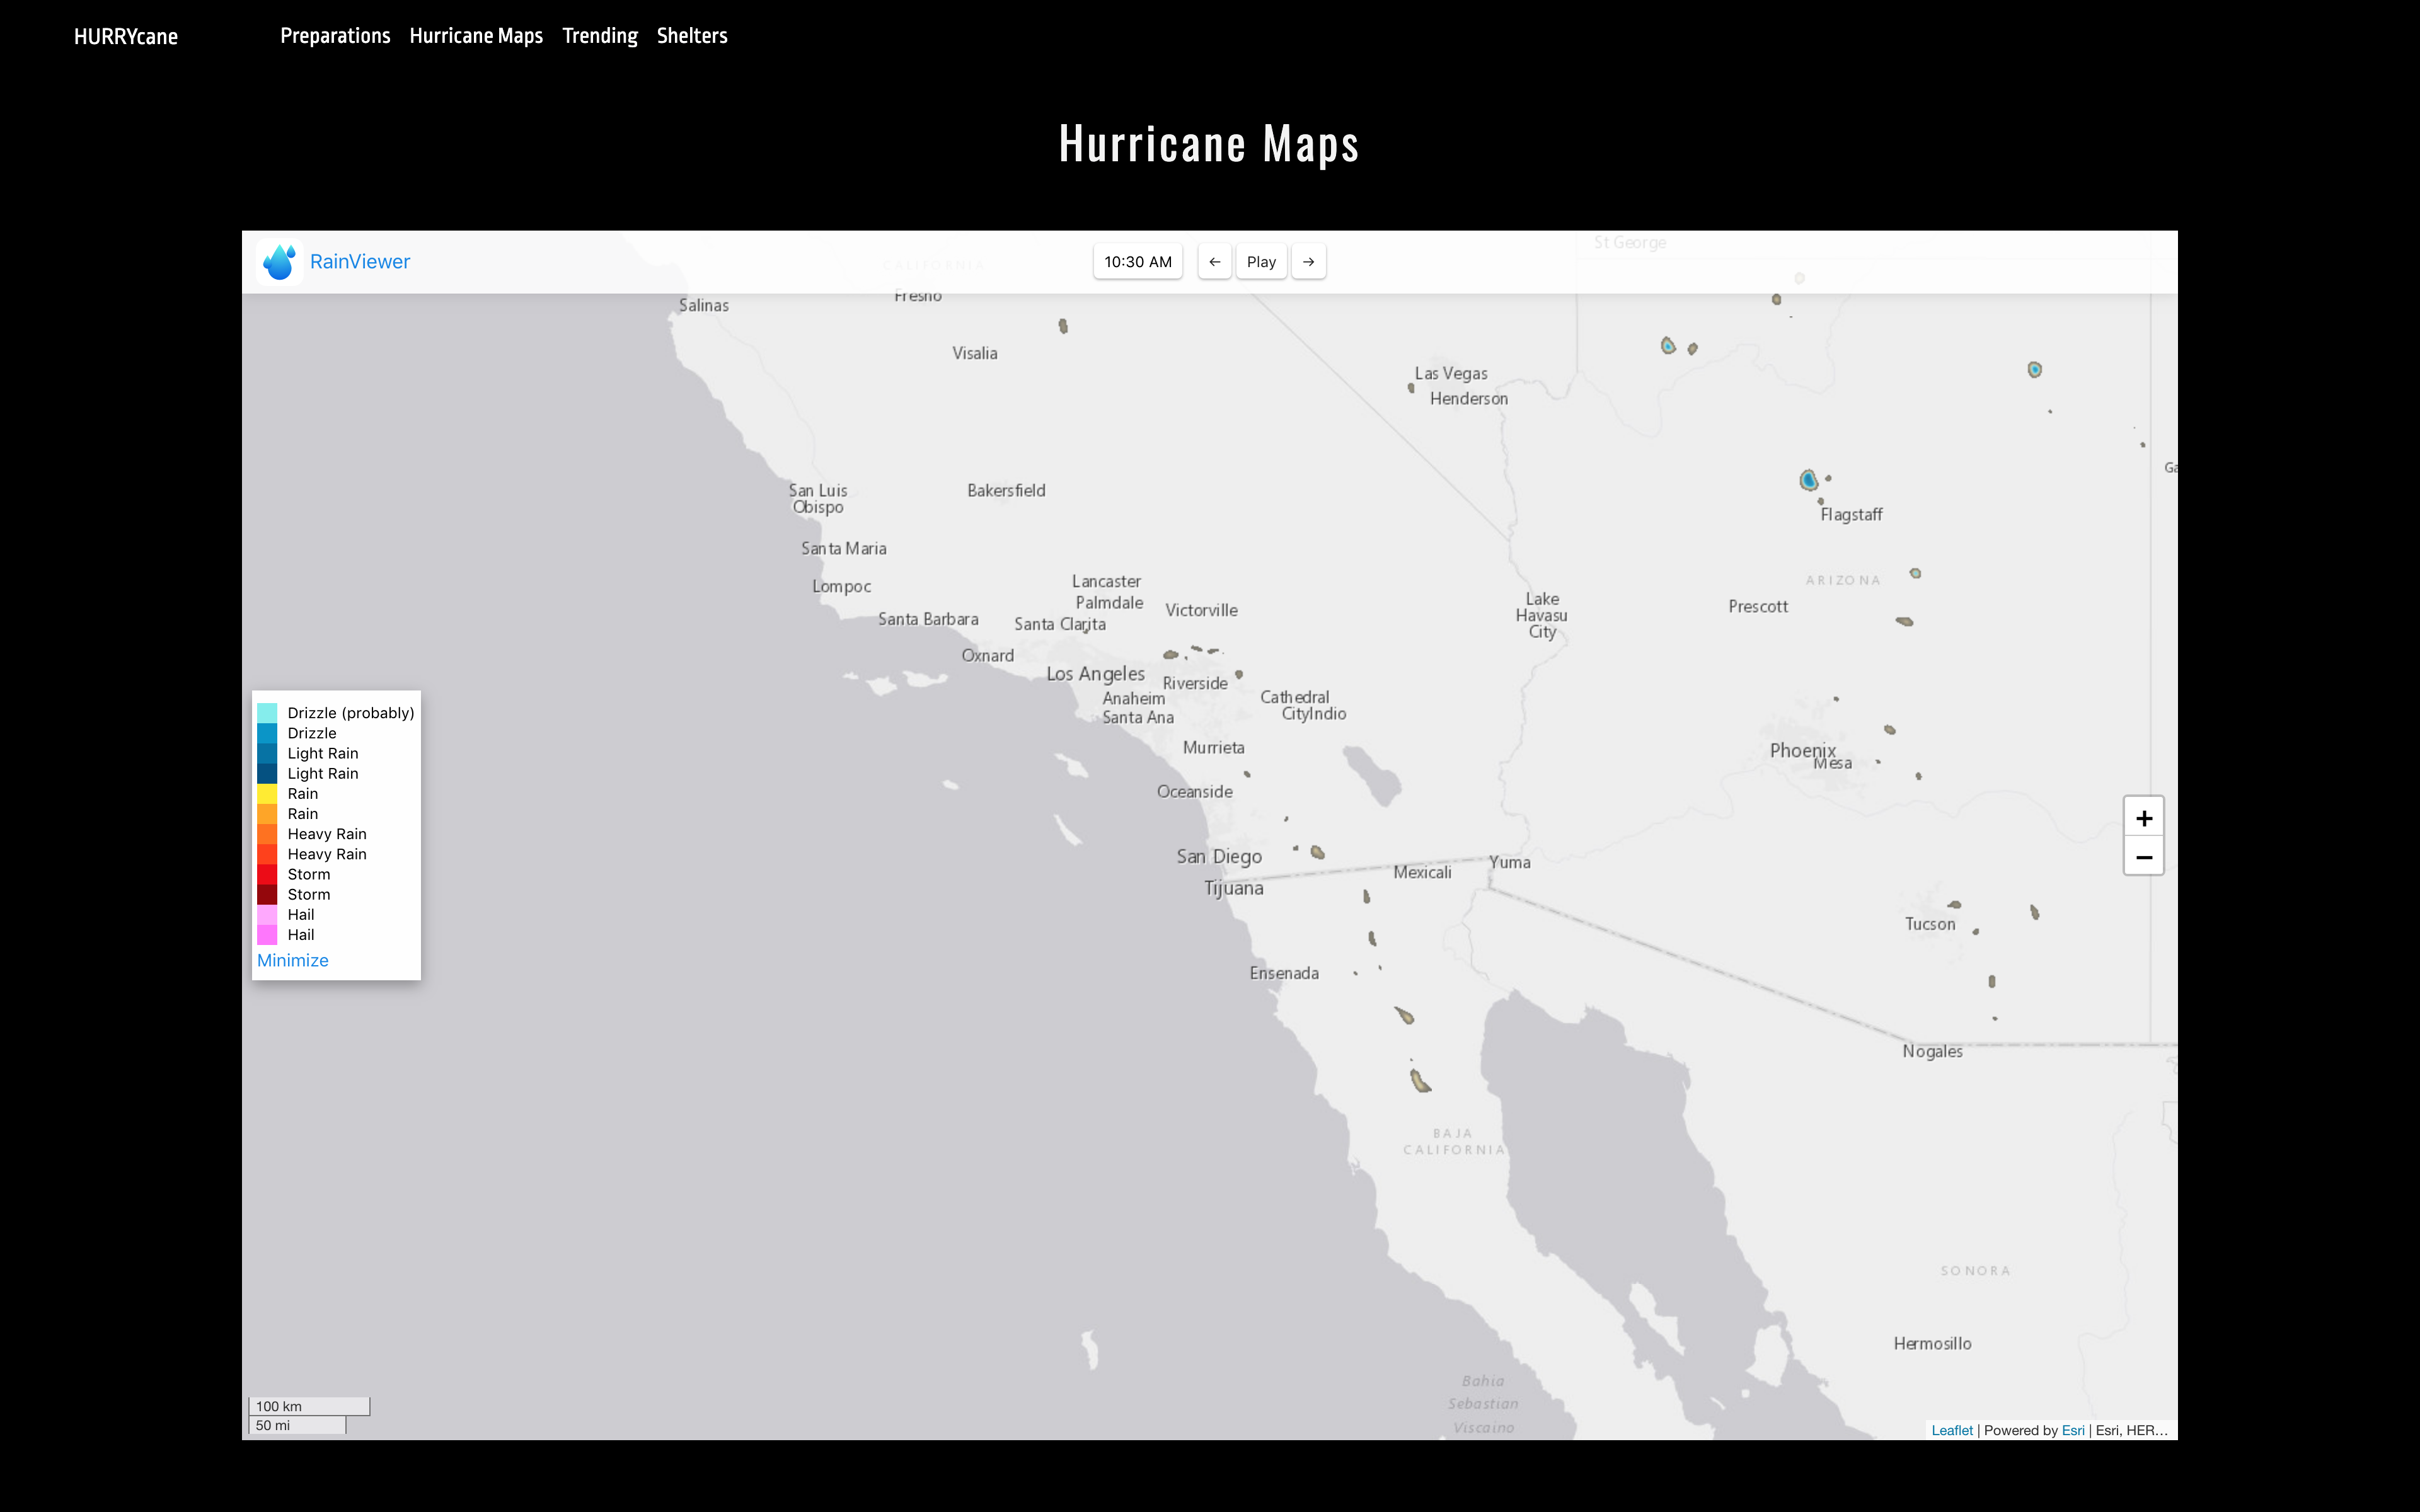 HURRYcane
Preparations
Hurricane Maps
Trending
Shelters
Hurricane Maps
RainViewer
10:30 AM
←
Play
→
CALIFORNIA
St George
Fresno
Salinas
Visalia
Las Vegas
Henderson
San Luis
Obispo
Bakersfield
Flagstaff
Santa Maria
Lompoc
Lancaster
Palmdale
Victorville
Santa Barbara
Santa Clarita
Lake
Havasu
City
ARIZONA
Prescott
Oxnard
Los Angeles
Riverside
Anaheim
Santa Ana
Cathedral
CityIndio
Murrieta
Phoenix
Mesa
Oceanside
San Diego
Tijuana
Mexicali
Yuma
Tucson
Ensenada
Nogales
BAJA
CALIFORNIA
SONORA
Hermosillo
Bahia
Sebastian
Viscaino
Drizzle (probably)
Drizzle
Light Rain
Light Rain
Rain
Rain
Heavy Rain
Heavy Rain
Storm
Storm
Hail
Hail
Minimize
+
−
100 km
50 mi
Leaflet | Powered by Esri | Esri, HER...